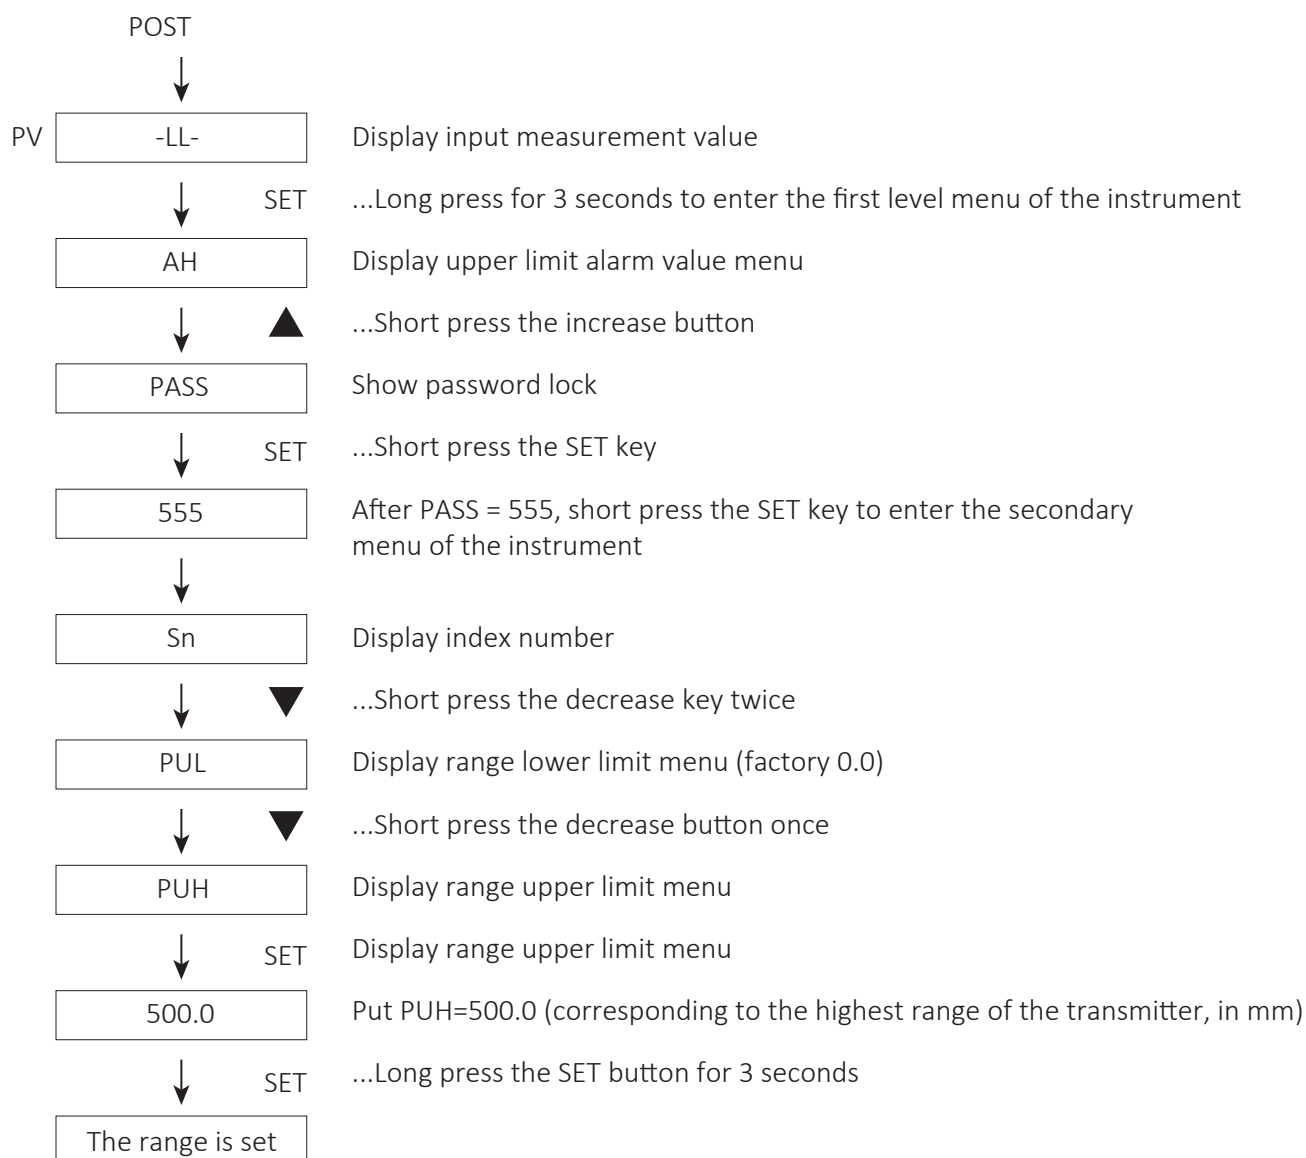 POST
PV
-LL-
Display input measurement value
SET
...Long press for 3 seconds to enter the first level menu of the instrument
AH
Display upper limit alarm value menu
...Short press the increase button
PASS
Show password lock
SET
...Short press the SET key
555
After PASS = 555, short press the SET key to enter the secondary
menu of the instrument
Sn
Display index number
...Short press the decrease key twice
PUL
Display range lower limit menu (factory 0.0)
...Short press the decrease button once
PUH
Display range upper limit menu
SET
Display range upper limit menu
500.0
Put PUH=500.0 (corresponding to the highest range of the transmitter, in mm)
SET
...Long press the SET button for 3 seconds
The range is set